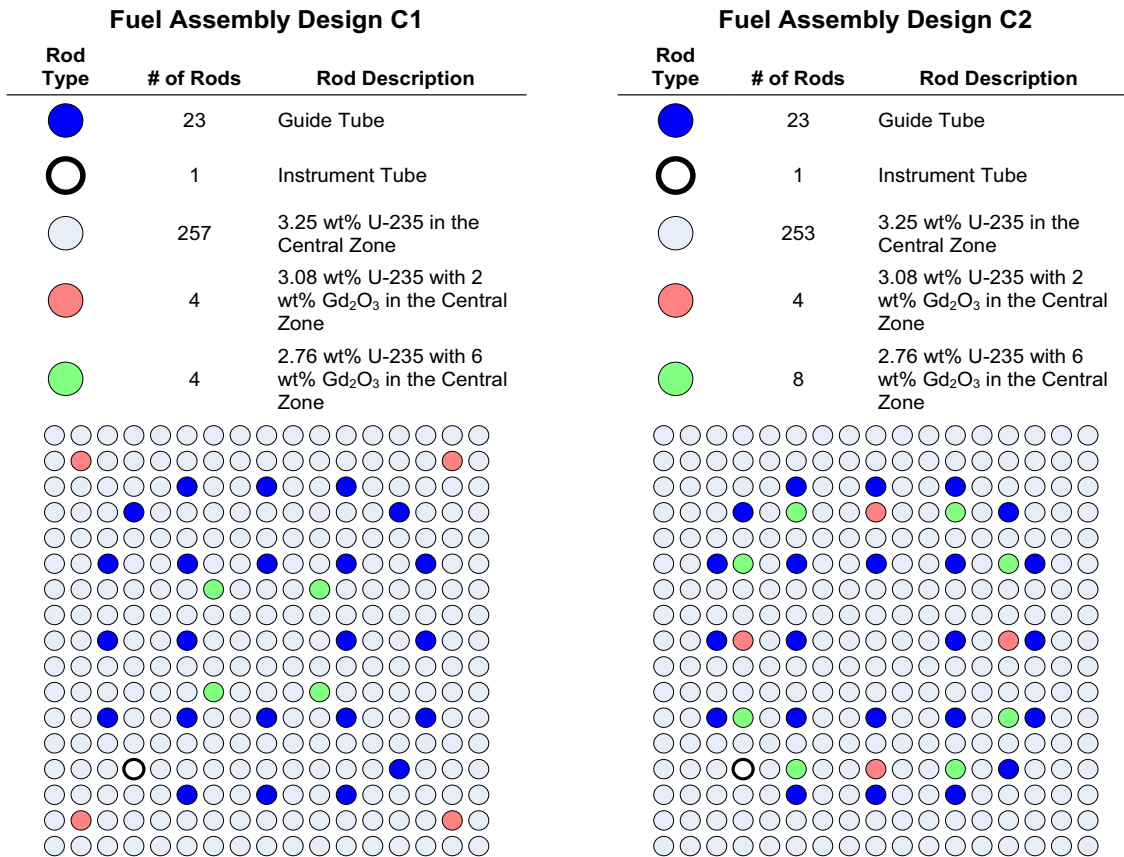 Fuel Assembly Design C1
Rod
Type
# of Rods
Rod Description
23
Guide Tube
1
Instrument Tube
257
3.25 wt% U-235 in the
Central Zone
4
3.08 wt% U-235 with 2
wt% Gd₂O₃ in the Central
Zone
4
2.76 wt% U-235 with 6
wt% Gd₂O₃ in the Central
Zone
Fuel Assembly Design C2
Rod
Type
# of Rods
Rod Description
23
Guide Tube
1
Instrument Tube
253
3.25 wt% U-235 in the
Central Zone
4
3.08 wt% U-235 with 2
wt% Gd₂O₃ in the Central
Zone
8
2.76 wt% U-235 with 6
wt% Gd₂O₃ in the Central
Zone